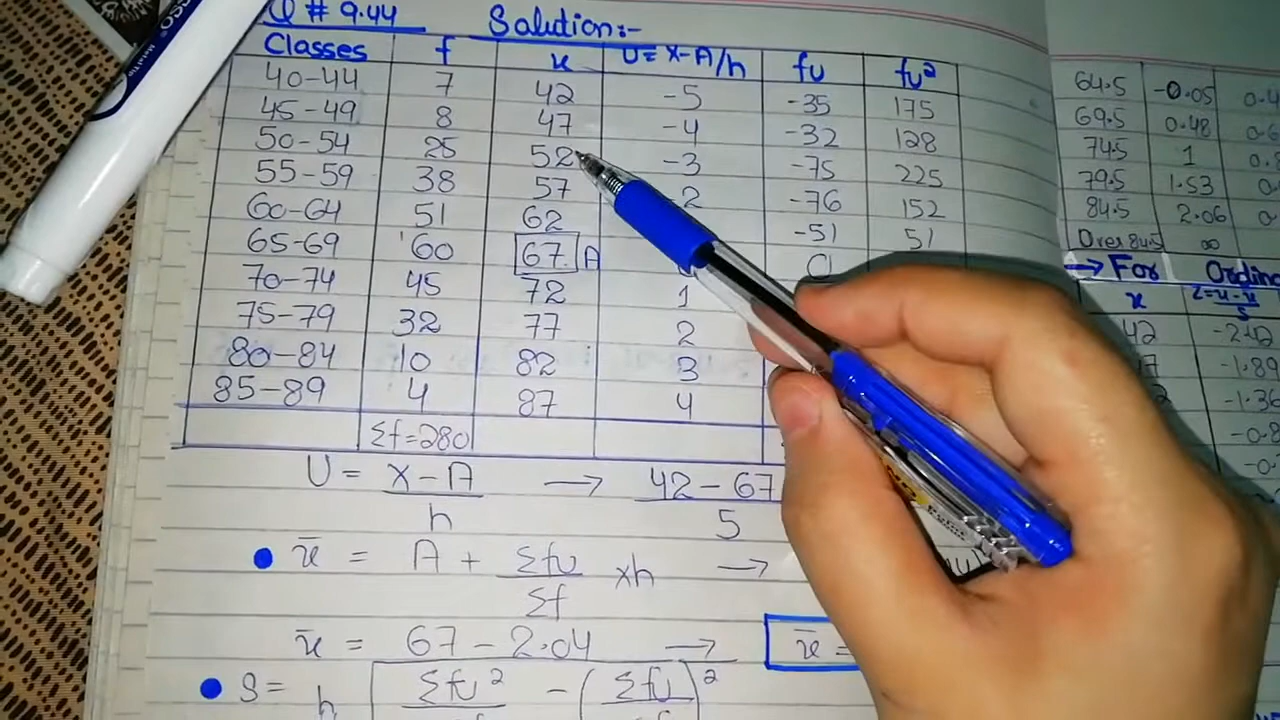 Q # 9.44 Solution:-
Classes f x U = X-A/h fu fu²
40-44 7 42 -5 -35 175
45-49 8 47 -4 -32 128
50-54 25 52 -3 -75 225
55-59 38 57 2 -76 152
60-64 51 62 -51 51
65-69 60 67 A 0
70-74 45 72 1
75-79 32 77 2
80-84 10 82 3
85-89 4 87 4
Σf=280
U = X-A / h → 42-67 / 5
• x̄ = A + Σfu / Σf xh →
x̄ = 67-2.04 → x̄ =
• S= h Σfu² - (Σfu)²
64.5 -0.05
69.5 0.48
74.5 1
79.5 1.53
84.5 2.06
Over 84.5 ∞
→ For
x
42 -2.42
-1.89
-1.36